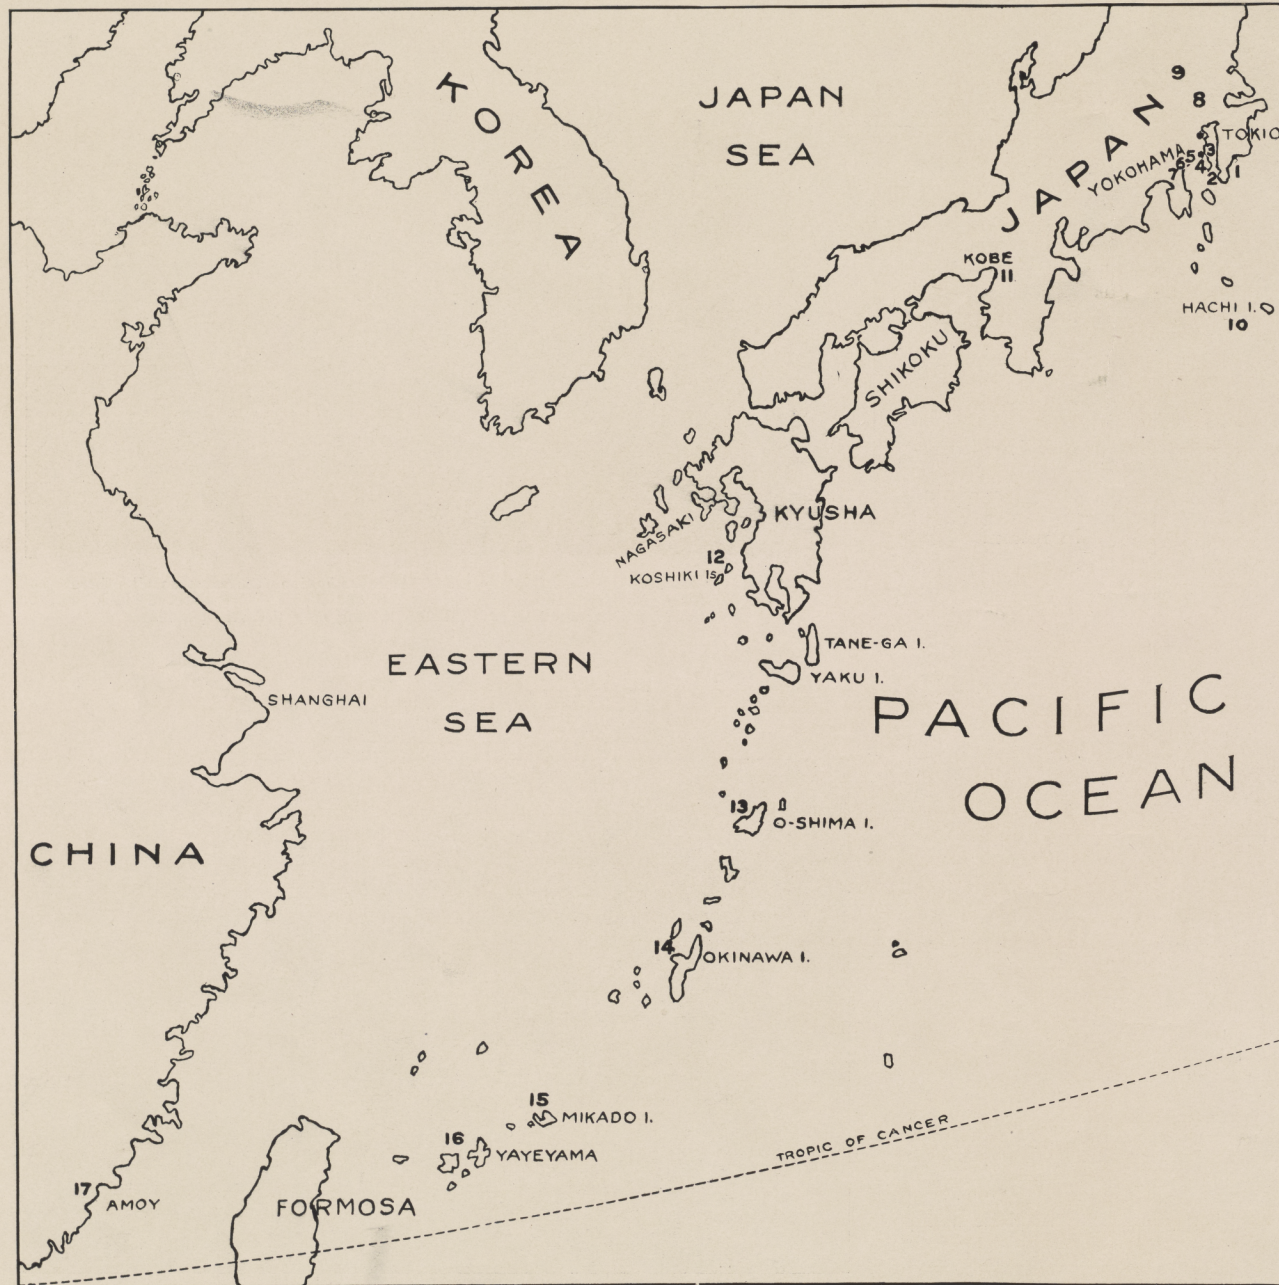 KOREA
JAPAN
SEA
JAPAN
9
8
TOKIO
YOKOHAMA
3
4
5
6
7
2
1
KOBE
11
HACHI I.
10
SHIKOKU
KYUSHA
NAGASAKI
12
KOSHIKI Is
TANE-GA I.
YAKU I.
EASTERN
SEA
SHANGHAI
PACIFIC
OCEAN
13
O-SHIMA I.
CHINA
14
OKINAWA I.
15
MIKADO I.
16
YAYEYAMA
TROPIC OF CANCER
17
AMOY
FORMOSA